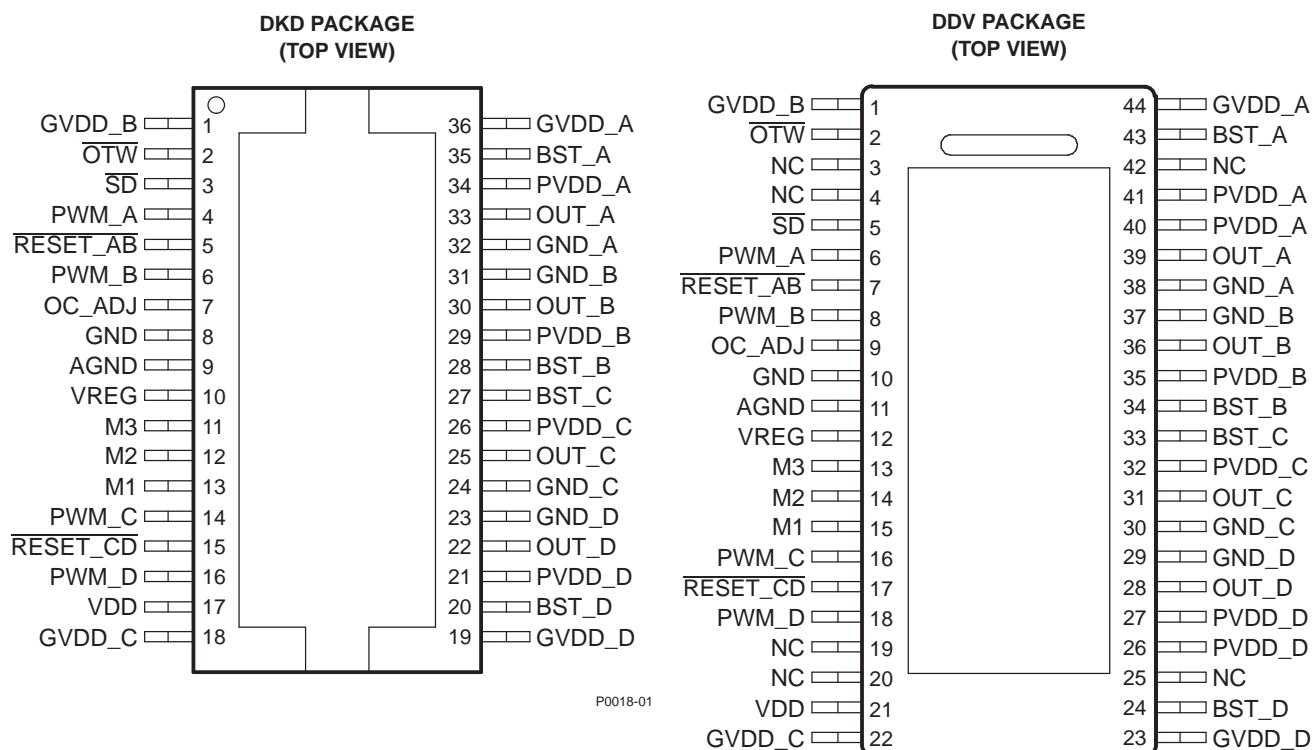 DKD PACKAGE
(TOP VIEW)
GVDD_B 1
OTW 2
SD 3
PWM_A 4
RESET_AB 5
PWM_B 6
OC_ADJ 7
GND 8
AGND 9
VREG 10
M3 11
M2 12
M1 13
PWM_C 14
RESET_CD 15
PWM_D 16
VDD 17
GVDD_C 18
36 GVDD_A
35 BST_A
34 PVDD_A
33 OUT_A
32 GND_A
31 GND_B
30 OUT_B
29 PVDD_B
28 BST_B
27 BST_C
26 PVDD_C
25 OUT_C
24 GND_C
23 GND_D
22 OUT_D
21 PVDD_D
20 BST_D
19 GVDD_D
P0018-01
DDV PACKAGE
(TOP VIEW)
GVDD_B 1
OTW 2
NC 3
NC 4
SD 5
PWM_A 6
RESET_AB 7
PWM_B 8
OC_ADJ 9
GND 10
AGND 11
VREG 12
M3 13
M2 14
M1 15
PWM_C 16
RESET_CD 17
PWM_D 18
NC 19
NC 20
VDD 21
GVDD_C 22
44 GVDD_A
43 BST_A
42 NC
41 PVDD_A
40 PVDD_A
39 OUT_A
38 GND_A
37 GND_B
36 OUT_B
35 PVDD_B
34 BST_B
33 BST_C
32 PVDD_C
31 OUT_C
30 GND_C
29 GND_D
28 OUT_D
27 PVDD_D
26 PVDD_D
25 NC
24 BST_D
23 GVDD_D